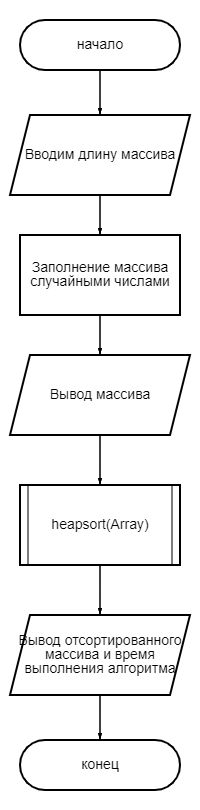 начало
Вводим длину массива
Заполнение массива
случайными числами
Вывод массива
heapsort(Array)
Вывод отсортированного
массива и время
выполнения алгоритма
конец